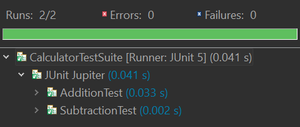 Runs: 2/2 Errors: 0 Failures: 0
CalculatorTestSuite [Runner: JUnit 5] (0.041 s)
JUnit Jupiter (0.041 s)
AdditionTest (0.033 s)
SubtractionTest (0.002 s)